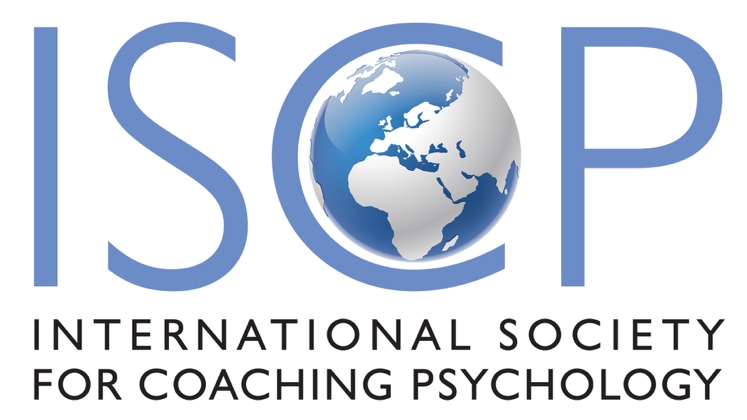 ISCP
INTERNATIONAL SOCIETY
FOR COACHING PSYCHOLOGY